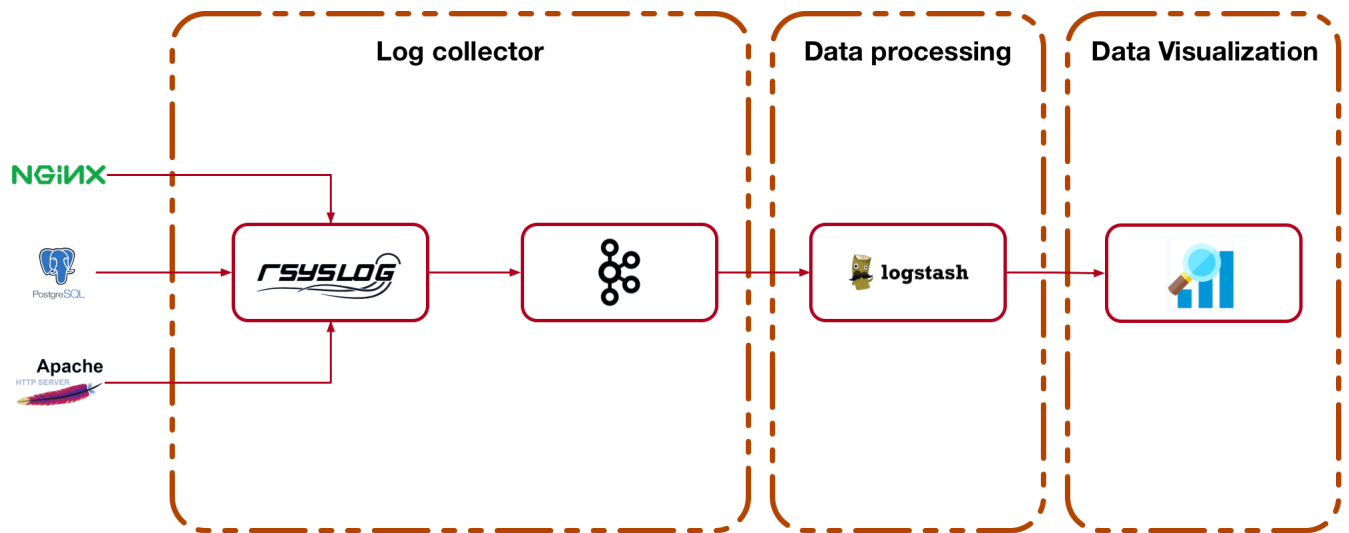 Log collector
Data processing
Data Visualization
NGiNX
PostgreSQL
Apache
HTTP SERVER
rsyslog
logstash